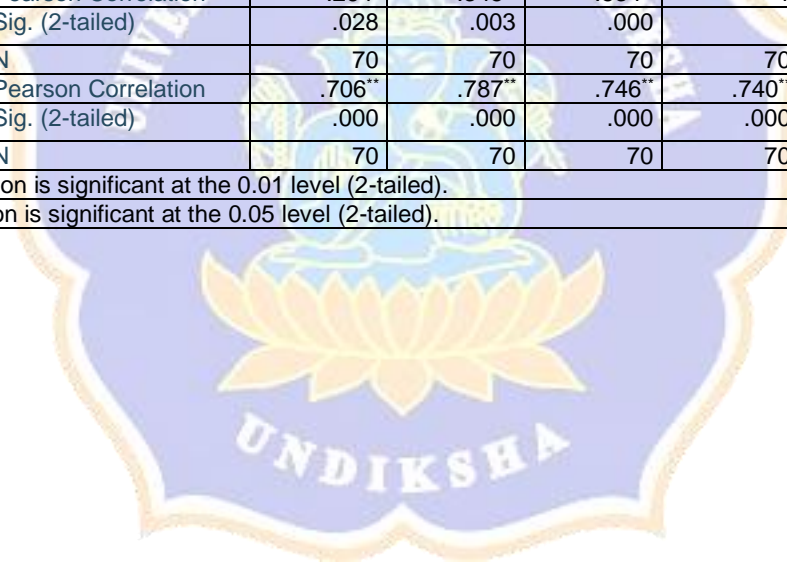 Sig. (2-tailed) .028 .003 .000
N 70 70 70 70
Pearson Correlation .706** .787** .746** .740**
Sig. (2-tailed) .000 .000 .000 .000
N 70 70 70 70
is significant at the 0.01 level (2-tailed).
is significant at the 0.05 level (2-tailed).
UNDIKSHA